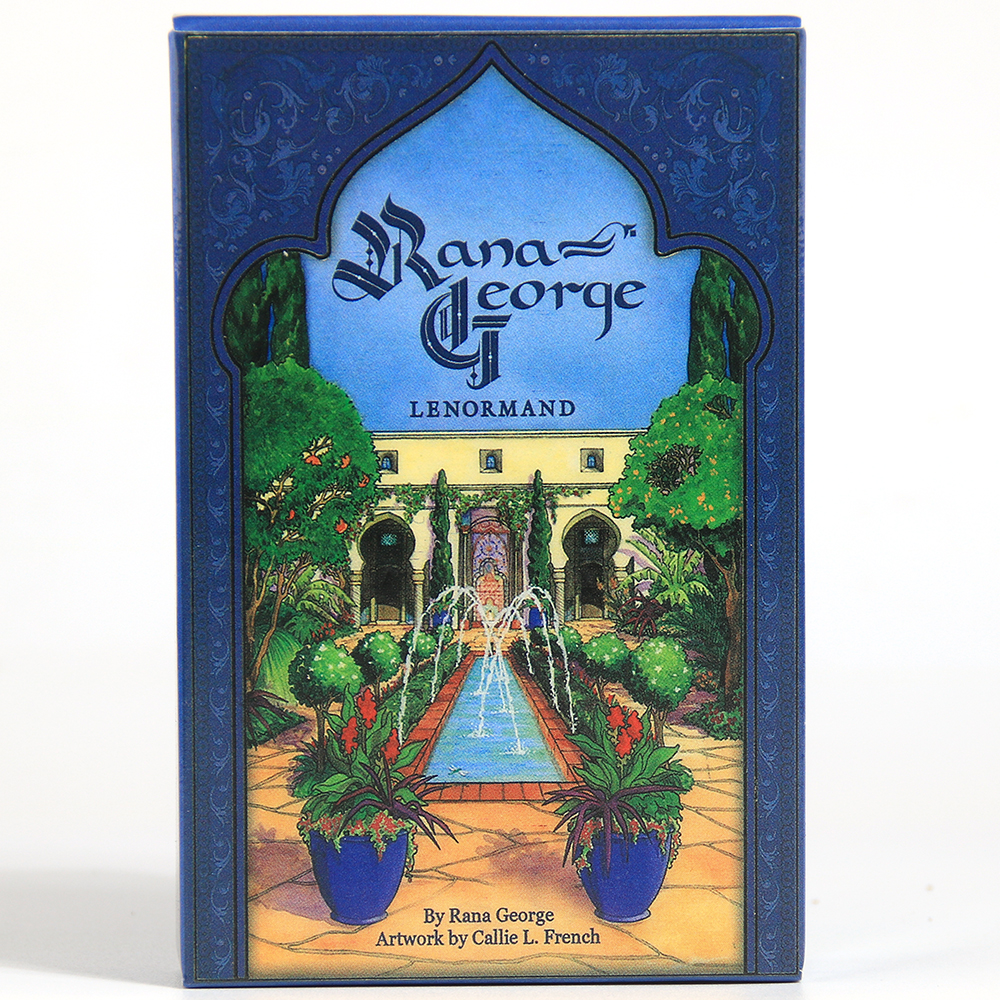 Rana
George
LENORMAND
By Rana George
Artwork by Callie L. French